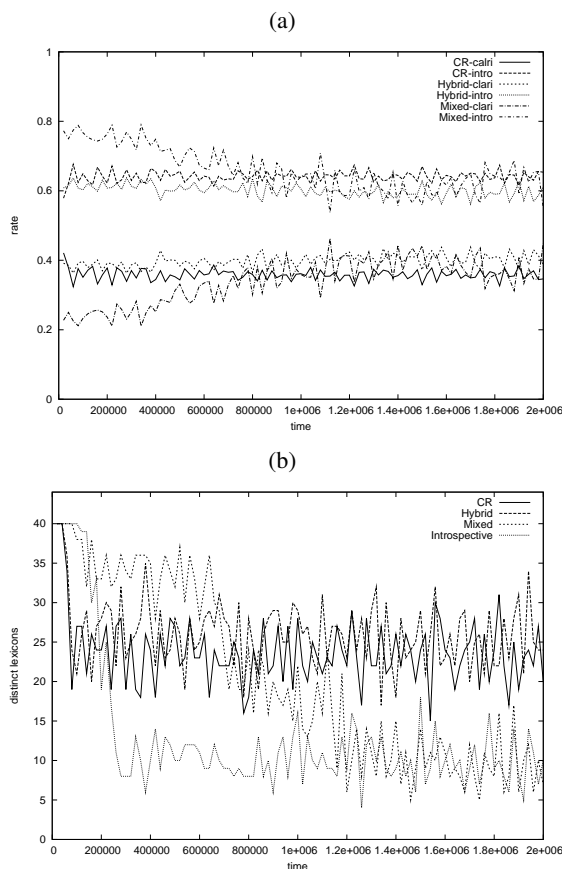 (a)
1
0.8
0.6
0.4
0.2
0
rate
0 200000 400000 600000 800000 1e+006 1.2e+006 1.4e+006 1.6e+006 1.8e+006 2e+006
time
CR-calri
CR-intro
Hybrid-clari
Hybrid-intro
Mixed-clari
Mixed-intro
(b)
40
35
30
25
20
15
10
5
0
distinct lexicons
0 200000 400000 600000 800000 1e+006 1.2e+006 1.4e+006 1.6e+006 1.8e+006 2e+006
time
CR
Hybrid
Mixed
Introspective